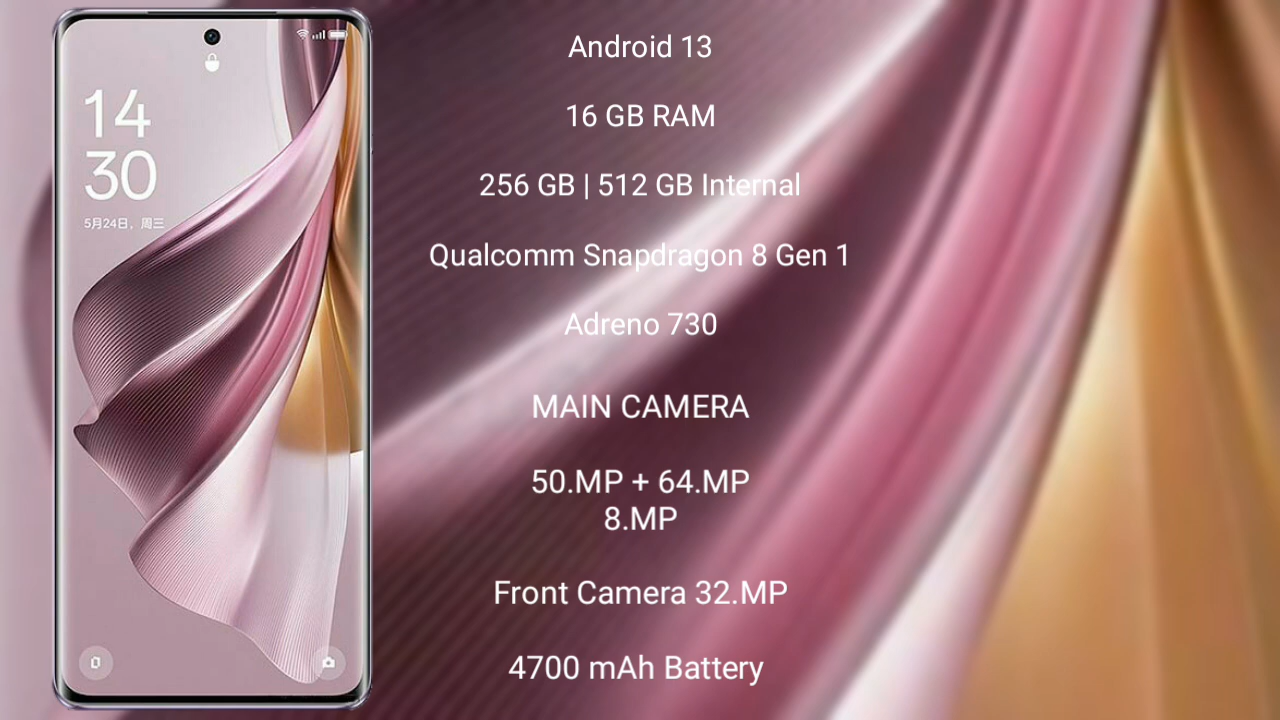 14
30
5月24日，周三
Android 13
16 GB RAM
256 GB | 512 GB Internal
Qualcomm Snapdragon 8 Gen 1
Adreno 730
MAIN CAMERA
50.MP + 64.MP
8.MP
Front Camera 32.MP
4700 mAh Battery